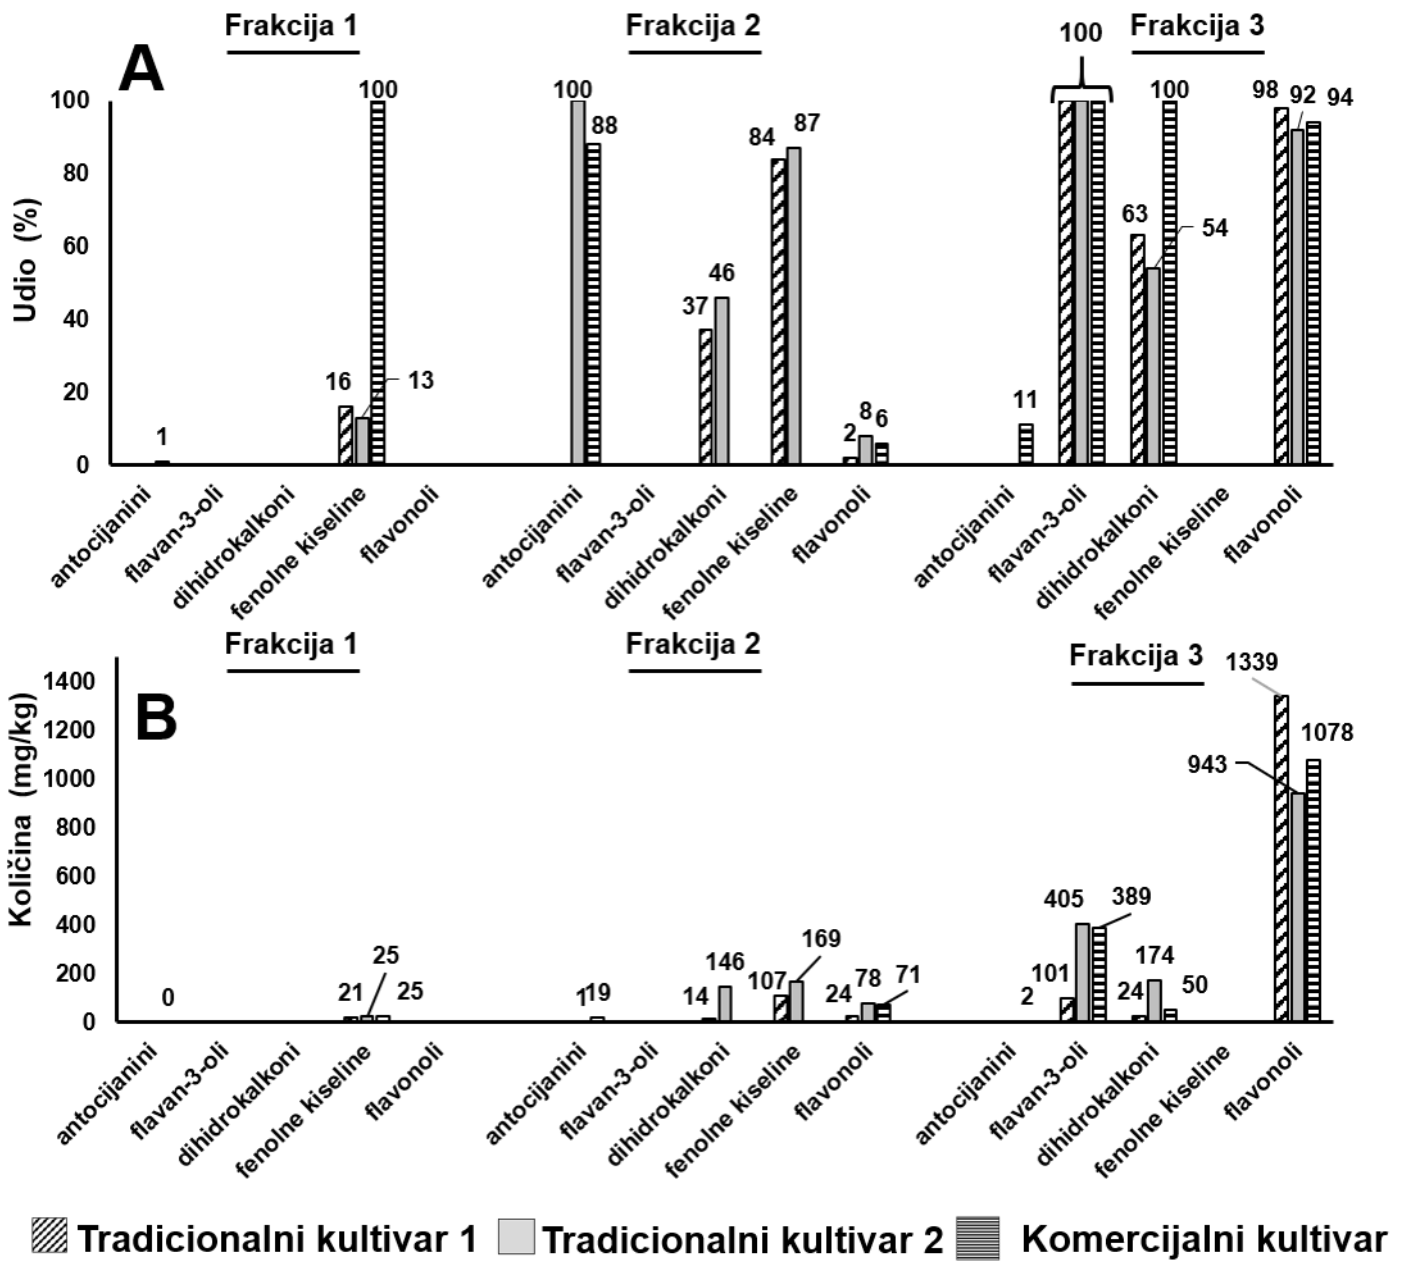 Frakcija 1
Frakcija 2
Frakcija 3
A
Udio (%)
100
80
60
40
20
0
1
16
13
100
100
88
37
46
84
87
2
8
6
11
100
63
54
100
98
92
94
antocijanini
flavan-3-oli
dihidrokalkoni
fenolne kiseline
flavonoli
antocijanini
flavan-3-oli
dihidrokalkoni
fenolne kiseline
flavonoli
antocijanini
flavan-3-oli
dihidrokalkoni
fenolne kiseline
flavonoli
Frakcija 1
Frakcija 2
Frakcija 3
B
Količina (mg/kg)
1400
1200
1000
800
600
400
200
0
0
21
25
25
1
19
14
146
107
169
24
78
71
2
101
405
389
24
174
50
1339
943
1078
antocijanini
flavan-3-oli
dihidrokalkoni
fenolne kiseline
flavonoli
antocijanini
flavan-3-oli
dihidrokalkoni
fenolne kiseline
flavonoli
antocijanini
flavan-3-oli
dihidrokalkoni
fenolne kiseline
flavonoli
Tradicionalni kultivar 1
Tradicionalni kultivar 2
Komercijalni kultivar